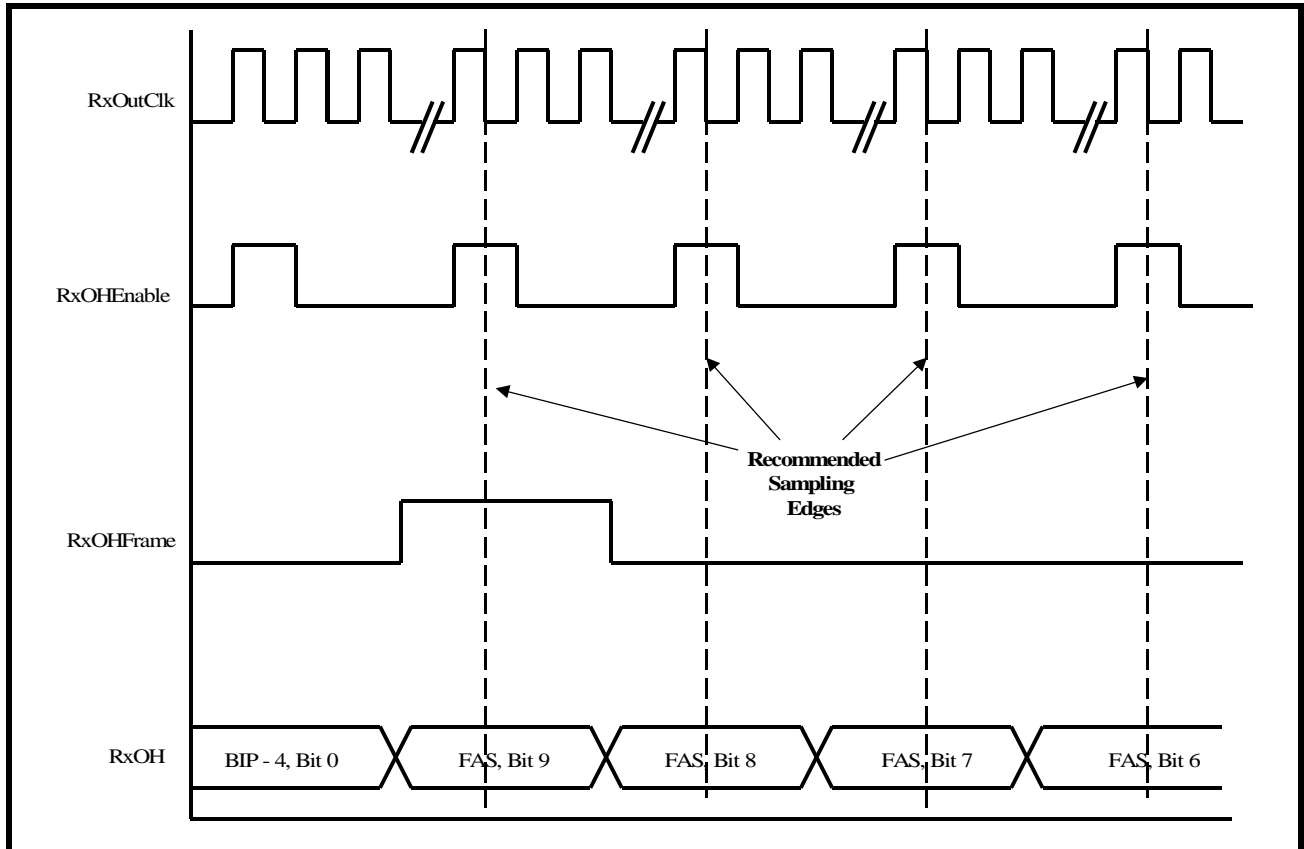 RxOutClk
RxOHEnable
Recommended
Sampling
Edges
RxOHFrame
RxOH
BIP - 4, Bit 0
FAS, Bit 9
FAS, Bit 8
FAS, Bit 7
FAS, Bit 6